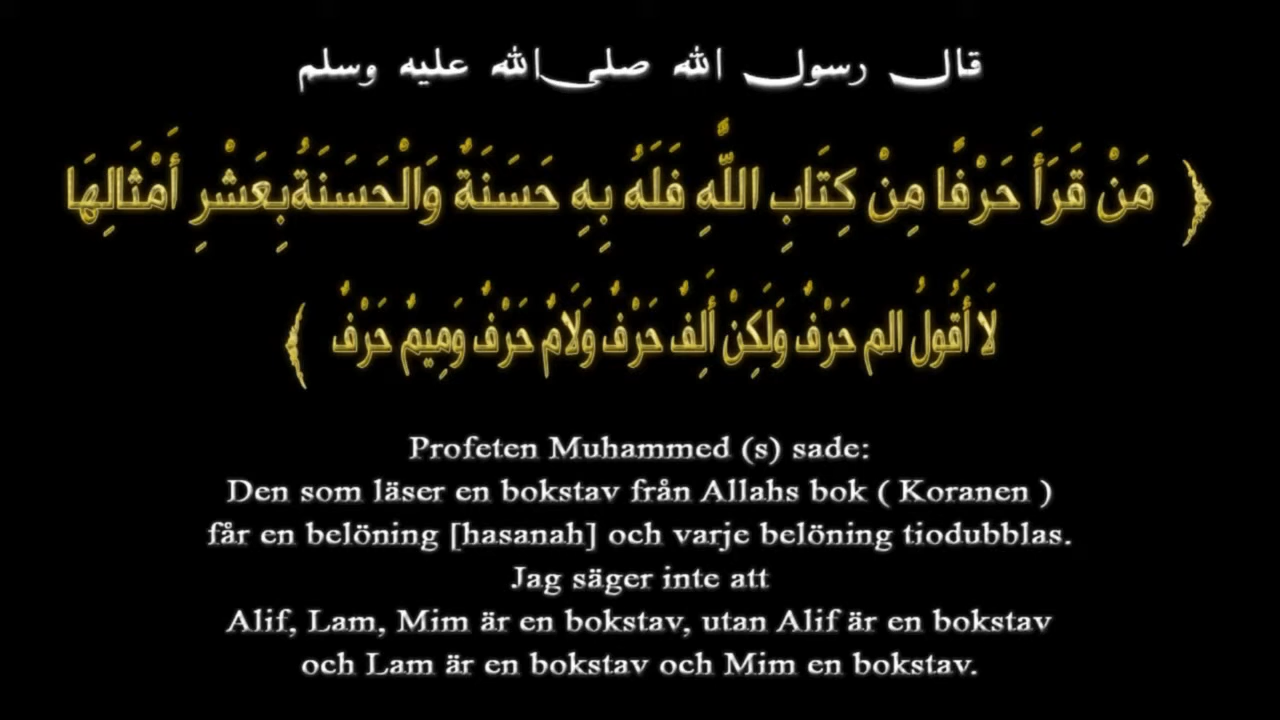 قال رسول الله صلى الله عليه وسلم
﴿ مَنْ قَرَأَ حَرْفًا مِنْ كِتَابِ اللَّهِ فَلَهُ بِهِ حَسَنَةٌ وَالْحَسَنَةُ بِعَشْرِ أَمْثَالِهَا
لَا أَقُولُ الم حَرْفٌ وَلَكِنْ أَلِفٌ حَرْفٌ وَلَامٌ حَرْفٌ وَمِيمٌ حَرْفٌ ﴾
Profeten Muhammed (s) sade:
Den som läser en bokstav från Allahs bok ( Koranen )
får en belöning [hasanah] och varje belöning tiodubblas.
Jag säger inte att
Alif, Lam, Mim är en bokstav, utan Alif är en bokstav
och Lam är en bokstav och Mim en bokstav.